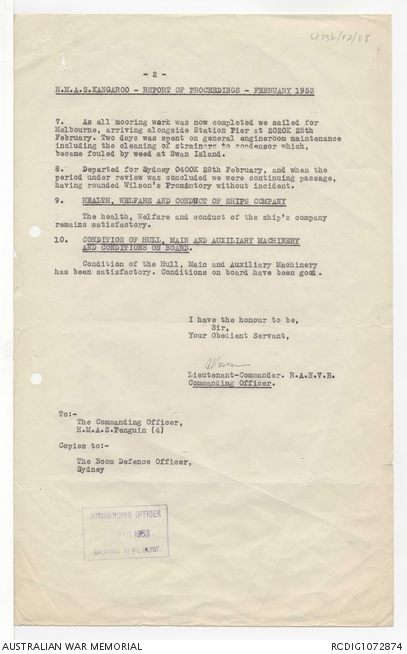 - 2 -
H.M.A.S.KANGAROO - REPORT OF PROCEEDINGS - FEBRUARY 1953
7. As all mooring work was now completed we sailed for
Melbourne, arriving alongside Station Pier at 2020K 25th
February. Two days was spent on general engineroom maintenance
including the cleaning of strainers to condensor which,
became fouled by weed at Swan Island.
8. Departed for Sydney 0400K 28th February, and when the
period under review was concluded we were continuing passage,
having rounded Wilson's Promontory without incident.
9. HEALTH, WELFARE AND CONDUCT OF SHIPS COMPANY
The health, Welfare and conduct of the ship's company
remains satisfactory.
10. CONDITION OF HULL, MAIN AND AUXILIARY MACHINERY
AND CONDITIONS ON BOARD.
Condition of the Hull, Main and Auxiliary Machinery
has been satisfactory. Conditions on board have been good.
I have the honour to be,
Sir,
Your Obedient Servant,
Lieutenant-Commander. R.A.N.V.R.
Commanding Officer.
To:-
The Commanding Officer,
H.M.A.S.Penguin (4)
Copies to:-
The Boom Defence Officer,
Sydney
COMMANDING OFFICER
MAR 1953
DEPOT
AUSTRALIAN WAR MEMORIAL
RCDIG1072874